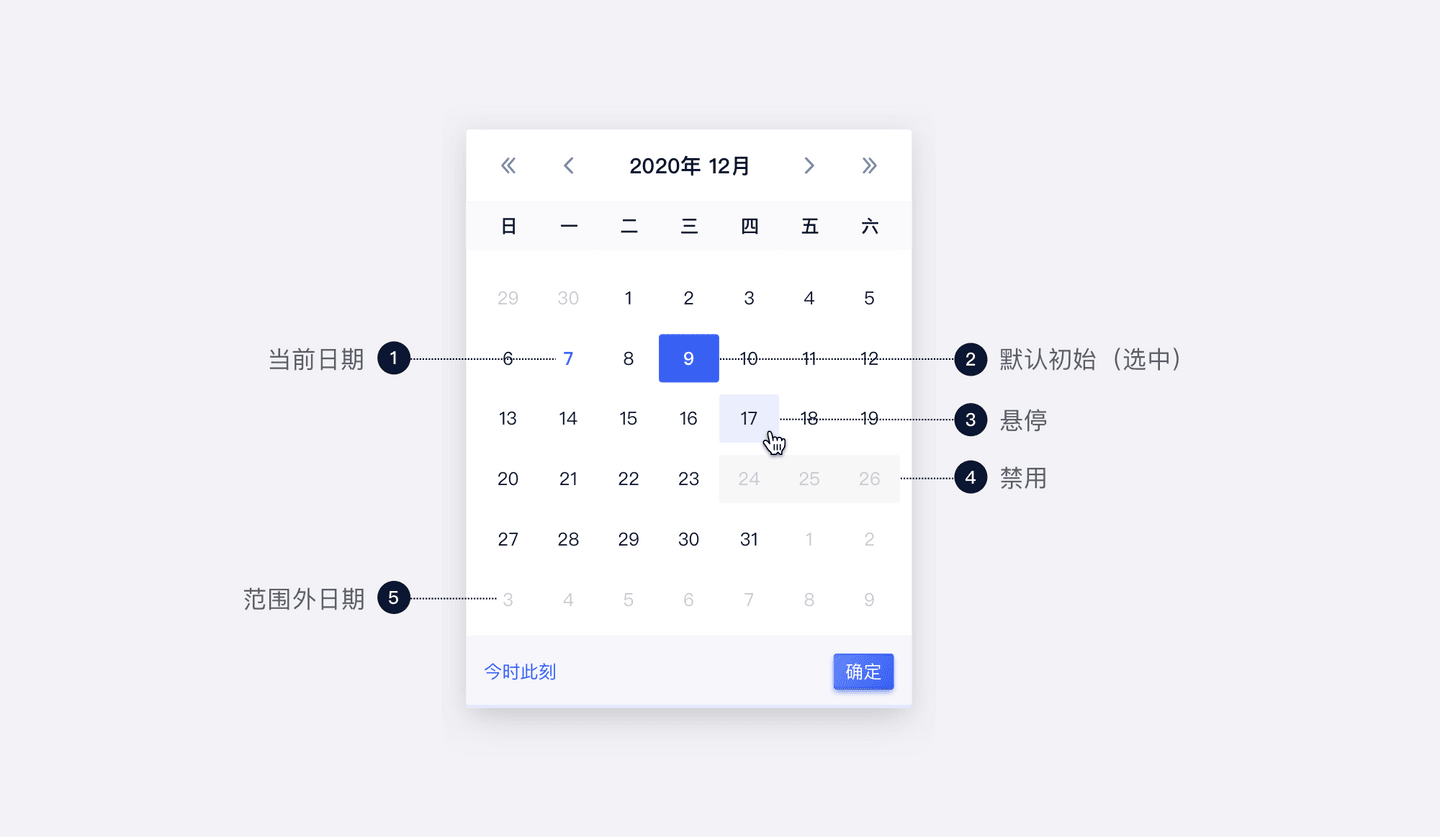 2020年 12月
日 一 二 三 四 五 六
29 30 1 2 3 4 5
当前日期 1 6 7 8 9 10 11 12 2 默认初始（选中）
13 14 15 16 17 18 19 3 悬停
20 21 22 23 24 25 26 4 禁用
27 28 29 30 31 1 2
范围外日期 5 3 4 5 6 7 8 9
今时此刻 确定